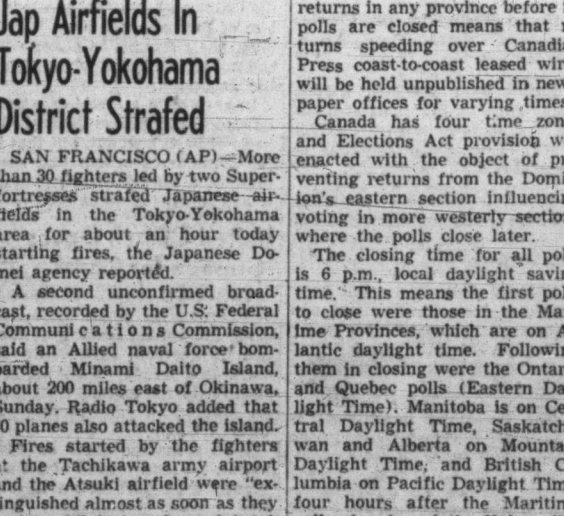 Jap Airfields In
Tokyo-Yokohama
District Strafed
SAN FRANCISCO (AP)—More
than 30 fighters led by two Super-
fortresses strafed Japanese air-
fields in the Tokyo-Yokohama
area for about an hour today
starting fires, the Japanese Do-
mei agency reported.
A second unconfirmed broad-
cast, recorded by the U.S. Federal
Communications Commission,
said an Allied naval force bom-
barded Minami Daito Island,
about 200 miles east of Okinawa,
Sunday. Radio Tokyo added that
0 planes also attacked the island.
Fires started by the fighters
at the Tachikawa army airport
and the Atsuki airfield were "ex-
tinguished almost as soon as they
returns in any province before
polls are closed means that
turns speeding over Canadia
Press coast-to-coast leased wir
will be held unpublished in new
paper offices for varying times
Canada has four time zon
and Elections Act provision w
enacted with the object of pr
venting returns from the Domi
ion's eastern section influencin
voting in more westerly sectio
where the polls close later.
The closing time for all pol
is 6 p.m., local daylight savin
time. This means the first pol
to close were those in the Ma
ime Provinces, which are on A
lantic daylight time. Followin
them in closing were the Ontar
and Quebec polls (Eastern Da
light Time). Manitoba is on Ce
tral Daylight Time, Saskatch
wan and Alberta on Mounta
Daylight Time, and British C
lumbia on Pacific Daylight Tim
four hours after the Maritim